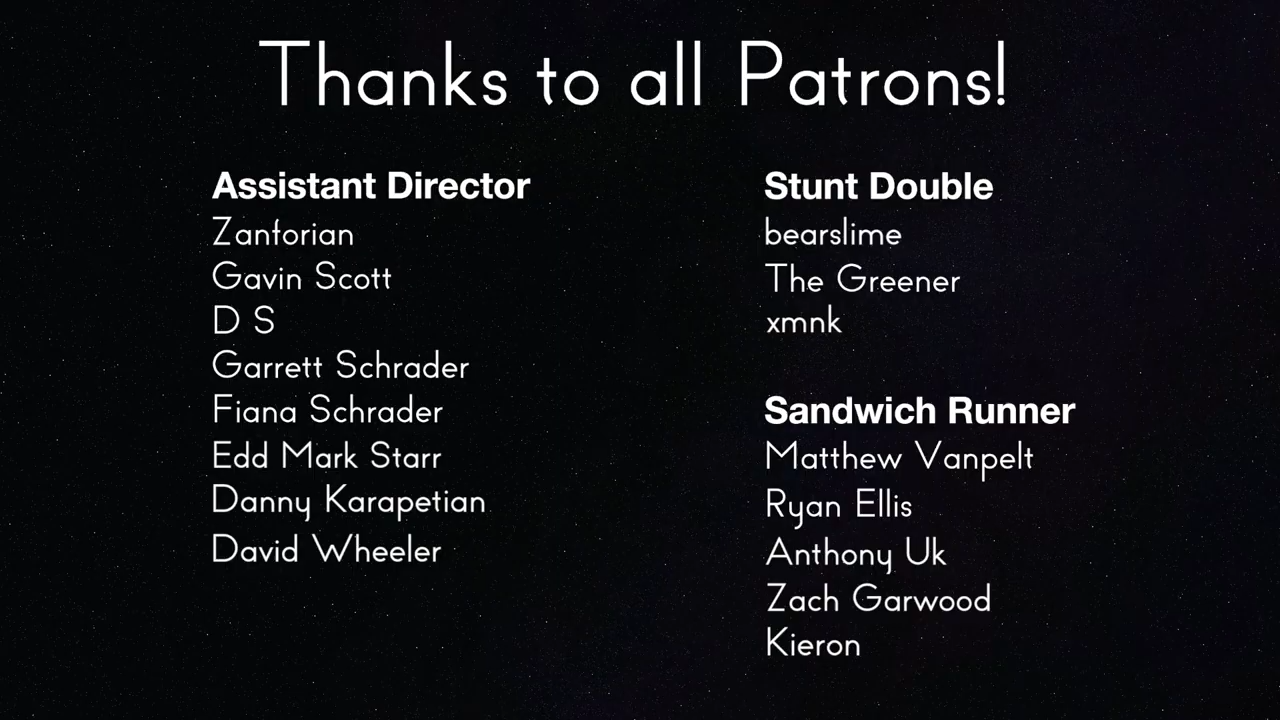 Thanks to all Patrons!
Assistant Director
Zanforian
Gavin Scott
D S
Garrett Schrader
Fiana Schrader
Edd Mark Starr
Danny Karapetian
David Wheeler
Stunt Double
bearslime
The Greener
xmnk
Sandwich Runner
Matthew Vanpelt
Ryan Ellis
Anthony Uk
Zach Garwood
Kieron